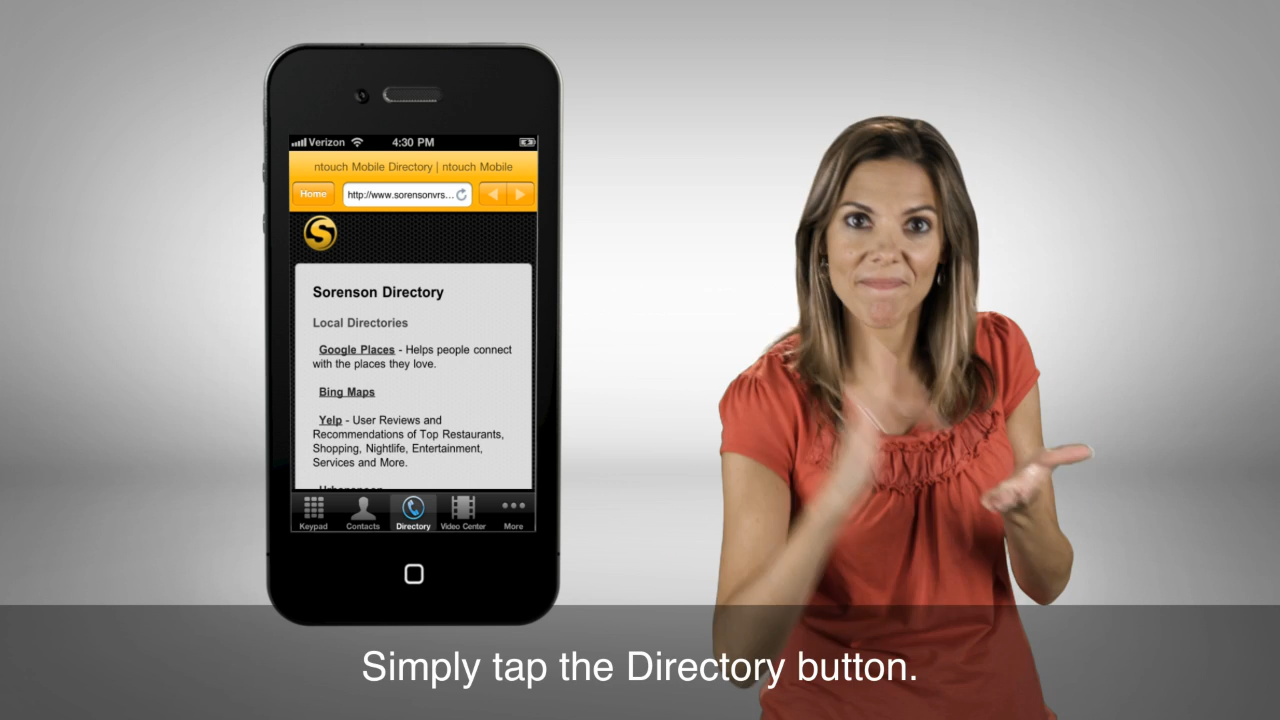 Verizon 4:30 PM
ntouch Mobile Directory | ntouch Mobile
Home http://www.sorensonvrs...
S
Sorenson Directory
Local Directories
Google Places - Helps people connect
with the places they love.
Bing Maps
Yelp - User Reviews and
Recommendations of Top Restaurants,
Shopping, Nightlife, Entertainment,
Services and More.
Keypad Contacts Directory Video Center More
Simply tap the Directory button.